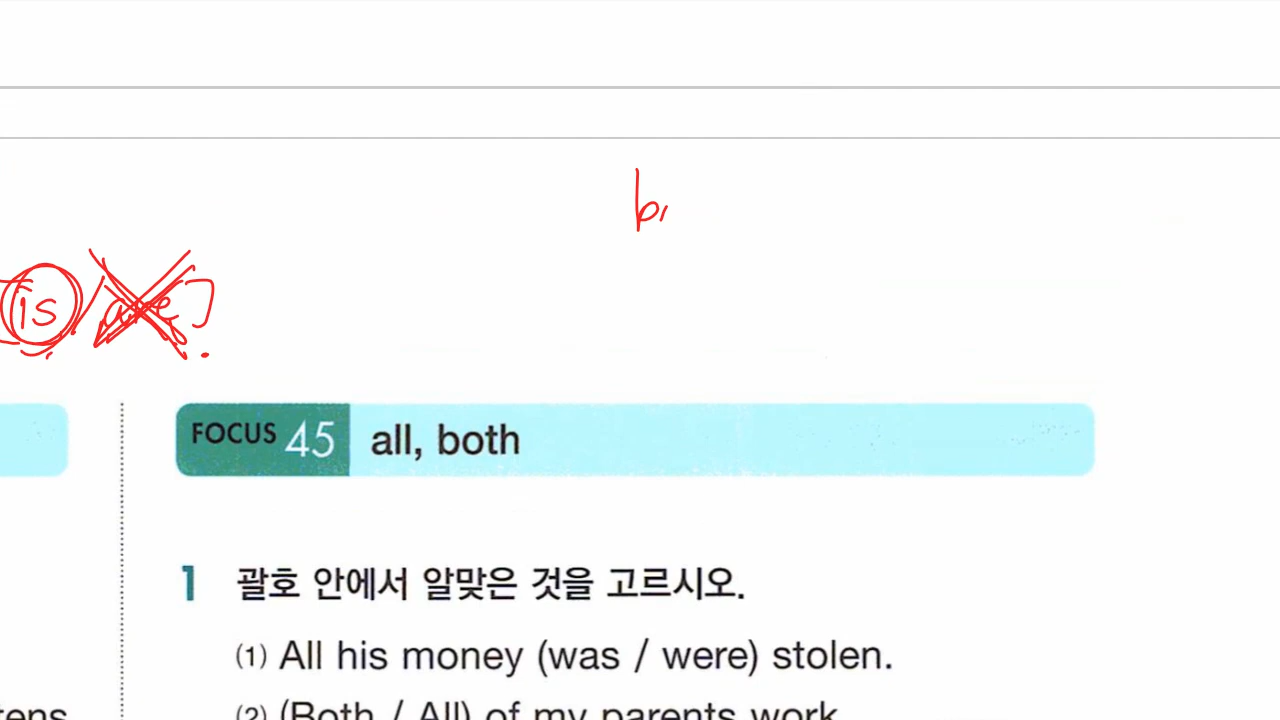 is / are ?
FOCUS 45 all, both
1 괄호 안에서 알맞은 것을 고르시오.
(1) All his money (was / were) stolen.
(2) (Both / All) of my parents work